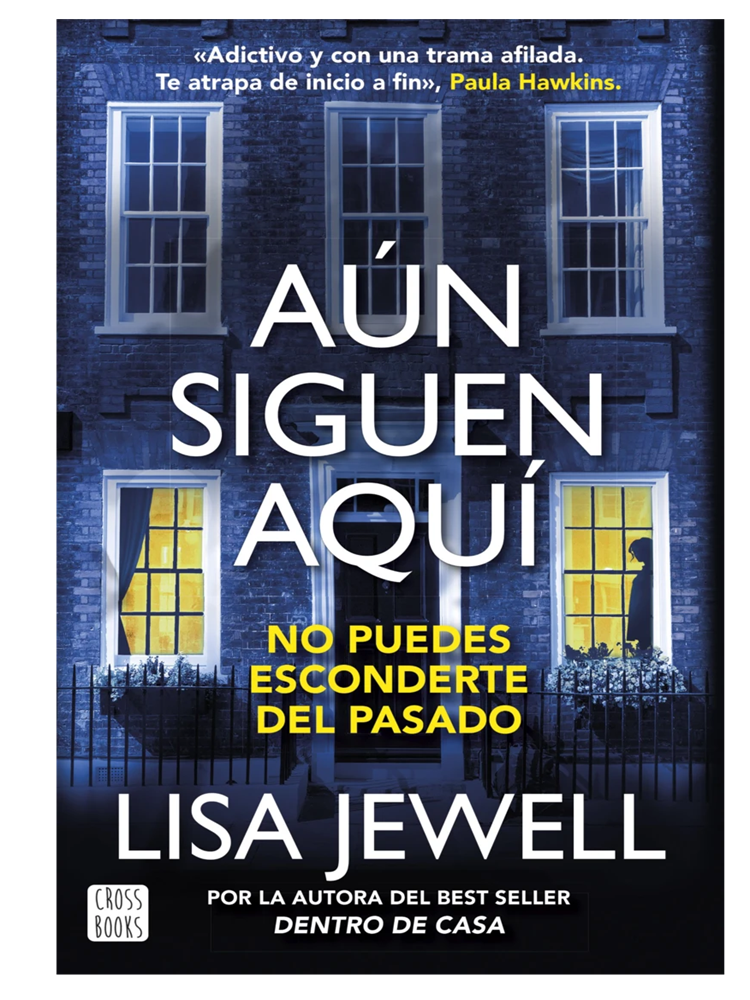 «Adictivo y con una trama afilada.
Te atrapa de inicio a fin», Paula Hawkins.
AÚN
SIGUEN
AQUÍ
NO PUEDES
ESCONDERTE
DEL PASADO
LISA JEWELL
CROSS
BOOKS
POR LA AUTORA DEL BEST SELLER
DENTRO DE CASA